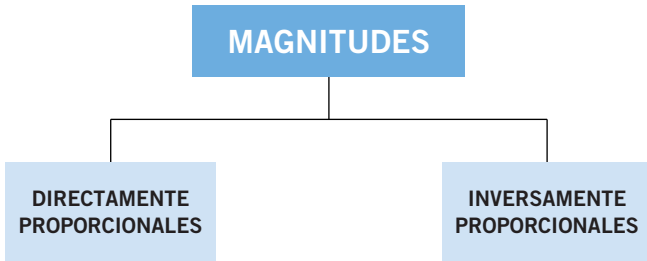 MAGNITUDES
DIRECTAMENTE
PROPORCIONALES
INVERSAMENTE
PROPORCIONALES